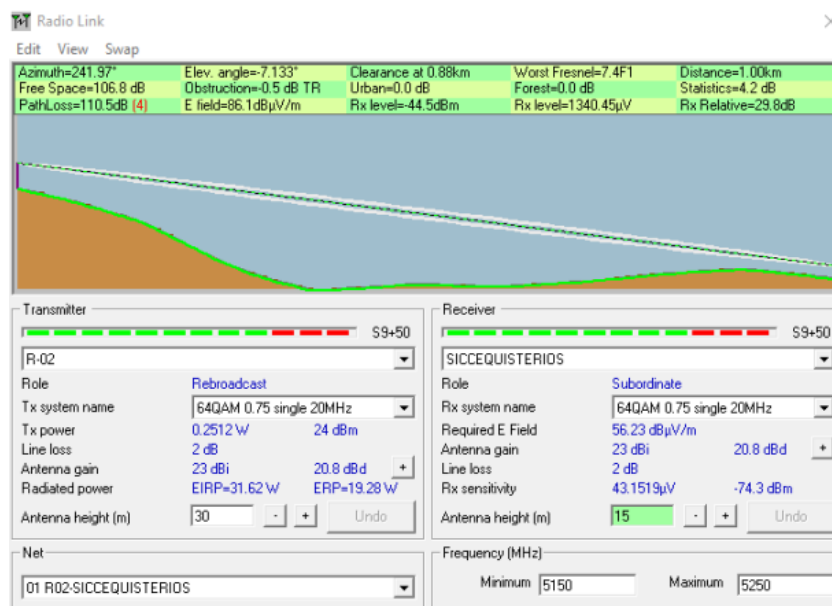 Radio Link
Edit View Swap
Azimuth=241.97° Elev. angle=-7.133° Clearance at 0.88km Worst Fresnel=7.4F1 Distance=1.00km
Free Space=106.8 dB Obstruction=-0.5 dB TR Urban=0.0 dB Forest=0.0 dB Statistics=4.2 dB
PathLoss=110.5dB (4) E field=86.1dBµV/m Rx level=-44.5dBm Rx level=1340.45µV Rx Relative=29.8dB
Transmitter
S9+50
R-02
Role Rebroadcast
Tx system name 64QAM 0.75 single 20MHz
Tx power 0.2512 W 24 dBm
Line loss 2 dB
Antenna gain 23 dBi 20.8 dBd +
Radiated power EIRP=31.62 W ERP=19.28 W
Antenna height (m) 30 - + Undo
Receiver
S9+50
SICCEQUISTERIOS
Role Subordinate
Rx system name 64QAM 0.75 single 20MHz
Required E Field 56.23 dBµV/m
Antenna gain 23 dBi 20.8 dBd +
Line loss 2 dB
Rx sensitivity 43.1519µV -74.3 dBm
Antenna height (m) 15 - + Undo
Net
01 R02-SICCEQUISTERIOS
Frequency (MHz)
Minimum 5150 Maximum 5250